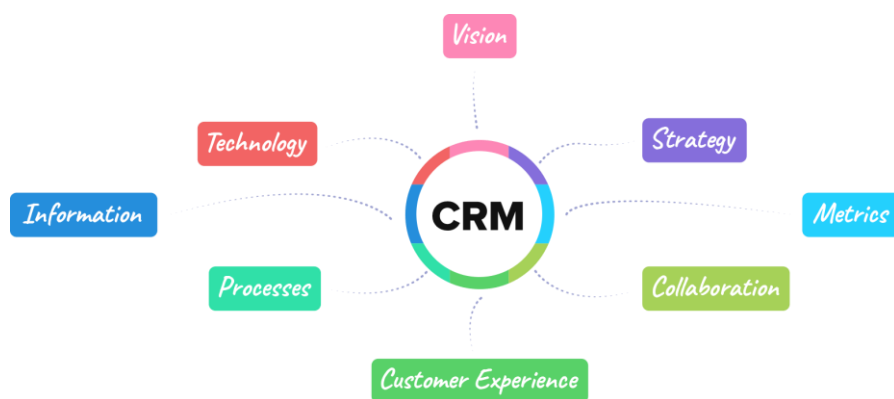 Vision
Technology
Strategy
Information
CRM
Metrics
Processes
Collaboration
Customer Experience